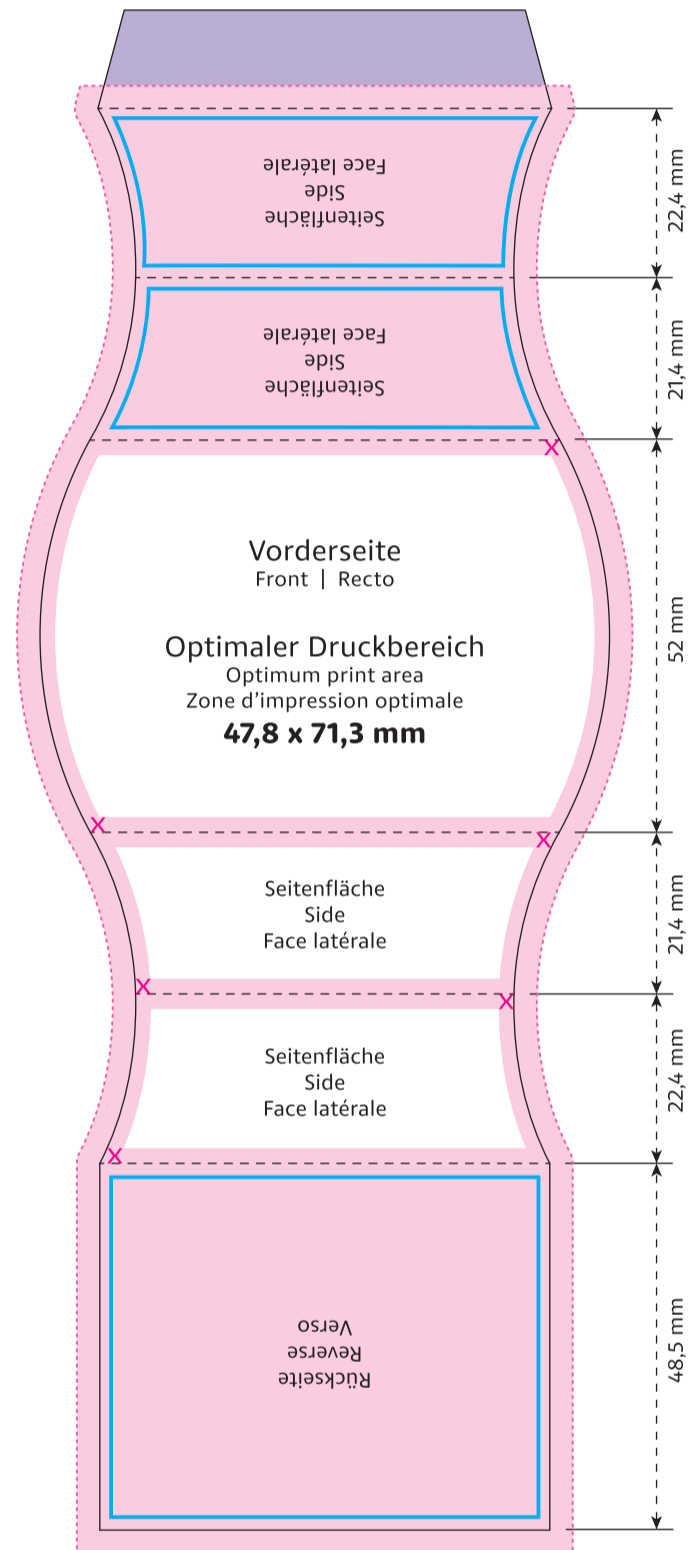 Seitenfläche
Side
Face latérale
22,4 mm
Seitenfläche
Side
Face latérale
21,4 mm
Vorderseite
Front | Recto
Optimaler Druckbereich
Optimum print area
Zone d’impression optimale
47,8 x 71,3 mm
52 mm
Seitenfläche
Side
Face latérale
21,4 mm
Seitenfläche
Side
Face latérale
22,4 mm
Rückseite
Reverse
Verso
48,5 mm